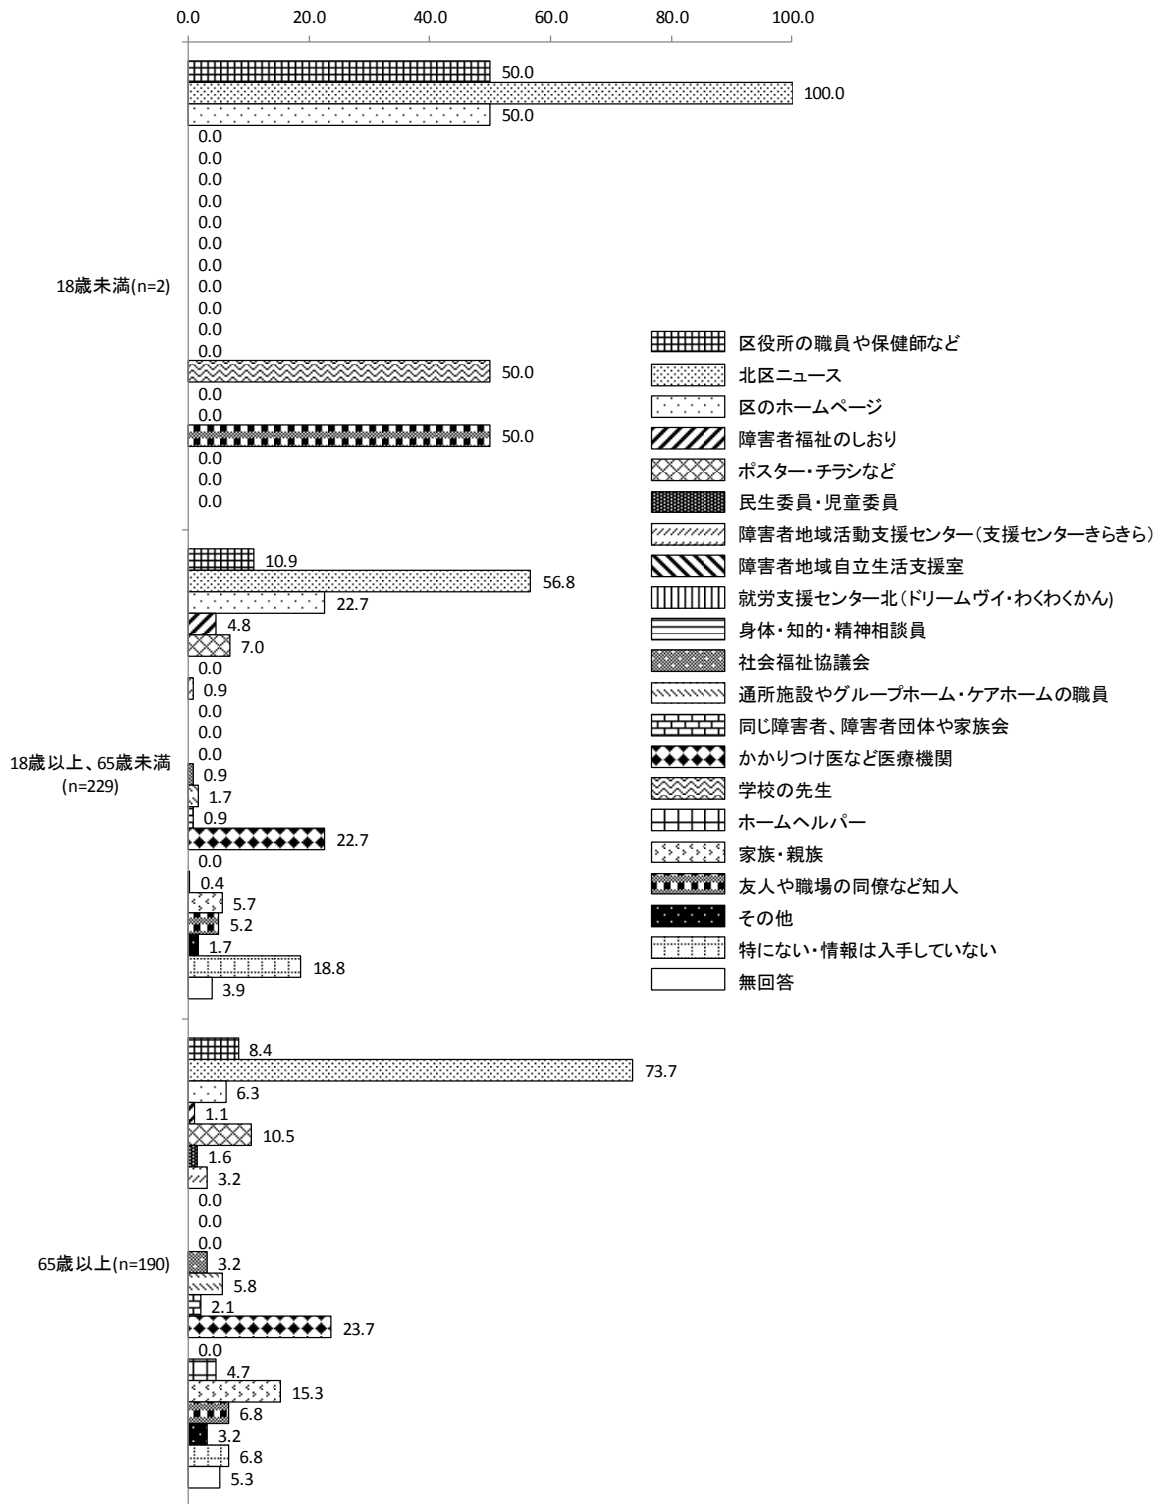 0.0 20.0 40.0 60.0 80.0 100.0
18歳未満(n=2)
50.0
100.0
50.0
0.0
0.0
0.0
0.0
0.0
0.0
0.0
0.0
0.0
0.0
0.0
50.0
0.0
0.0
50.0
0.0
0.0
0.0
18歳以上、65歳未満
(n=229)
10.9
56.8
22.7
4.8
7.0
0.0
0.9
0.0
0.0
0.0
0.9
1.7
0.9
22.7
0.0
0.4
5.7
5.2
1.7
18.8
3.9
65歳以上(n=190)
8.4
73.7
6.3
1.1
10.5
1.6
3.2
0.0
0.0
0.0
3.2
5.8
2.1
23.7
0.0
4.7
15.3
6.8
3.2
6.8
5.3
区役所の職員や保健師など
北区ニュース
区のホームページ
障害者福祉のしおり
ポスター・チラシなど
民生委員・児童委員
障害者地域活動支援センター(支援センターきらきら)
障害者地域自立生活支援室
就労支援センター北(ドリームヴイ・わくわくかん)
身体・知的・精神相談員
社会福祉協議会
通所施設やグループホーム・ケアホームの職員
同じ障害者、障害者団体や家族会
かかりつけ医など医療機関
学校の先生
ホームヘルパー
家族・親族
友人や職場の同僚など知人
その他
特にない・情報は入手していない
無回答